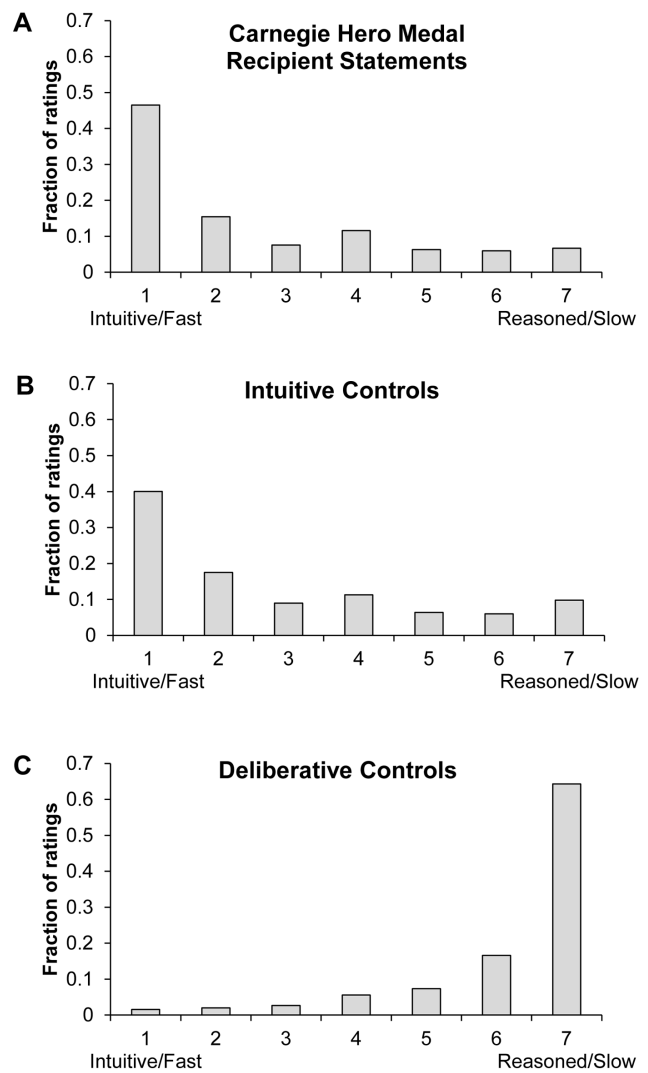 A
Carnegie Hero Medal
Recipient Statements
Fraction of ratings
0.7
0.6
0.5
0.4
0.3
0.2
0.1
0
1 2 3 4 5 6 7
Intuitive/Fast Reasoned/Slow
B
Intuitive Controls
Fraction of ratings
0.7
0.6
0.5
0.4
0.3
0.2
0.1
0
1 2 3 4 5 6 7
Intuitive/Fast Reasoned/Slow
C
Deliberative Controls
Fraction of ratings
0.7
0.6
0.5
0.4
0.3
0.2
0.1
0
1 2 3 4 5 6 7
Intuitive/Fast Reasoned/Slow